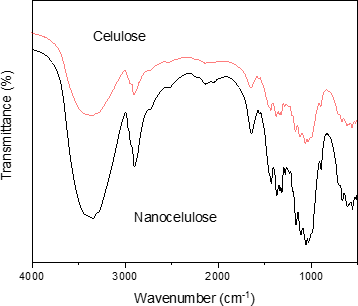 Celulose
Transmittance (%)
Nanocelulose
4000 3000 2000 1000
Wavenumber (cm⁻¹)